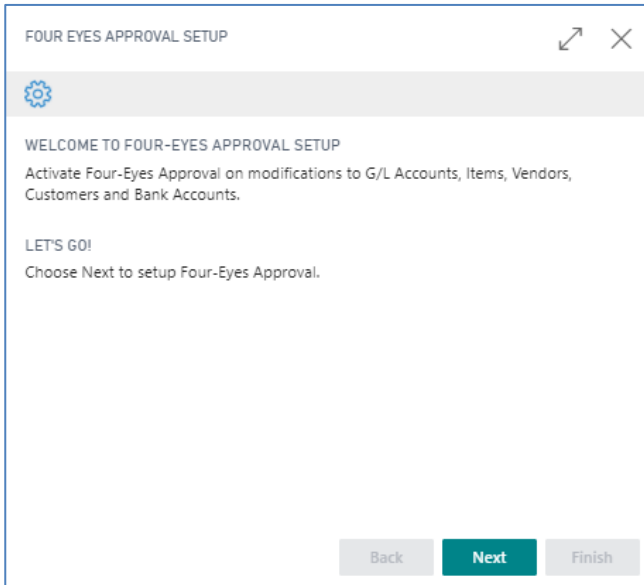 FOUR EYES APPROVAL SETUP
WELCOME TO FOUR-EYES APPROVAL SETUP
Activate Four-Eyes Approval on modifications to G/L Accounts, Items, Vendors,
Customers and Bank Accounts.
LET'S GO!
Choose Next to setup Four-Eyes Approval.
Back
Next
Finish